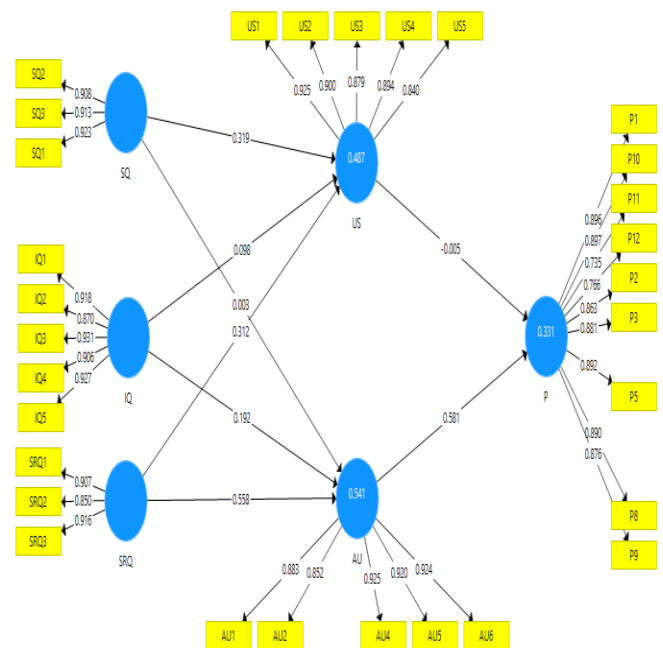 US1
US2
US3
US4
US5
0.925
0.900
0.879
0.894
0.840
SQ2
SQ3
SQ1
0.908
0.913
0.923
SQ
0.319
0.487
US
P1
P10
P11
P12
P2
P3
P5
P8
P9
0.896
0.897
0.735
0.766
0.863
0.881
0.892
0.890
0.876
0.331
P
IQ1
IQ2
IQ3
IQ4
IQ5
0.918
0.870
0.931
0.906
0.927
IQ
0.098
0.003
0.312
-0.005
0.192
0.581
SRQ1
SRQ2
SRQ3
0.907
0.850
0.916
SRQ
0.558
0.541
AU
0.883
0.852
0.925
0.920
0.924
AU1
AU2
AU4
AU5
AU6